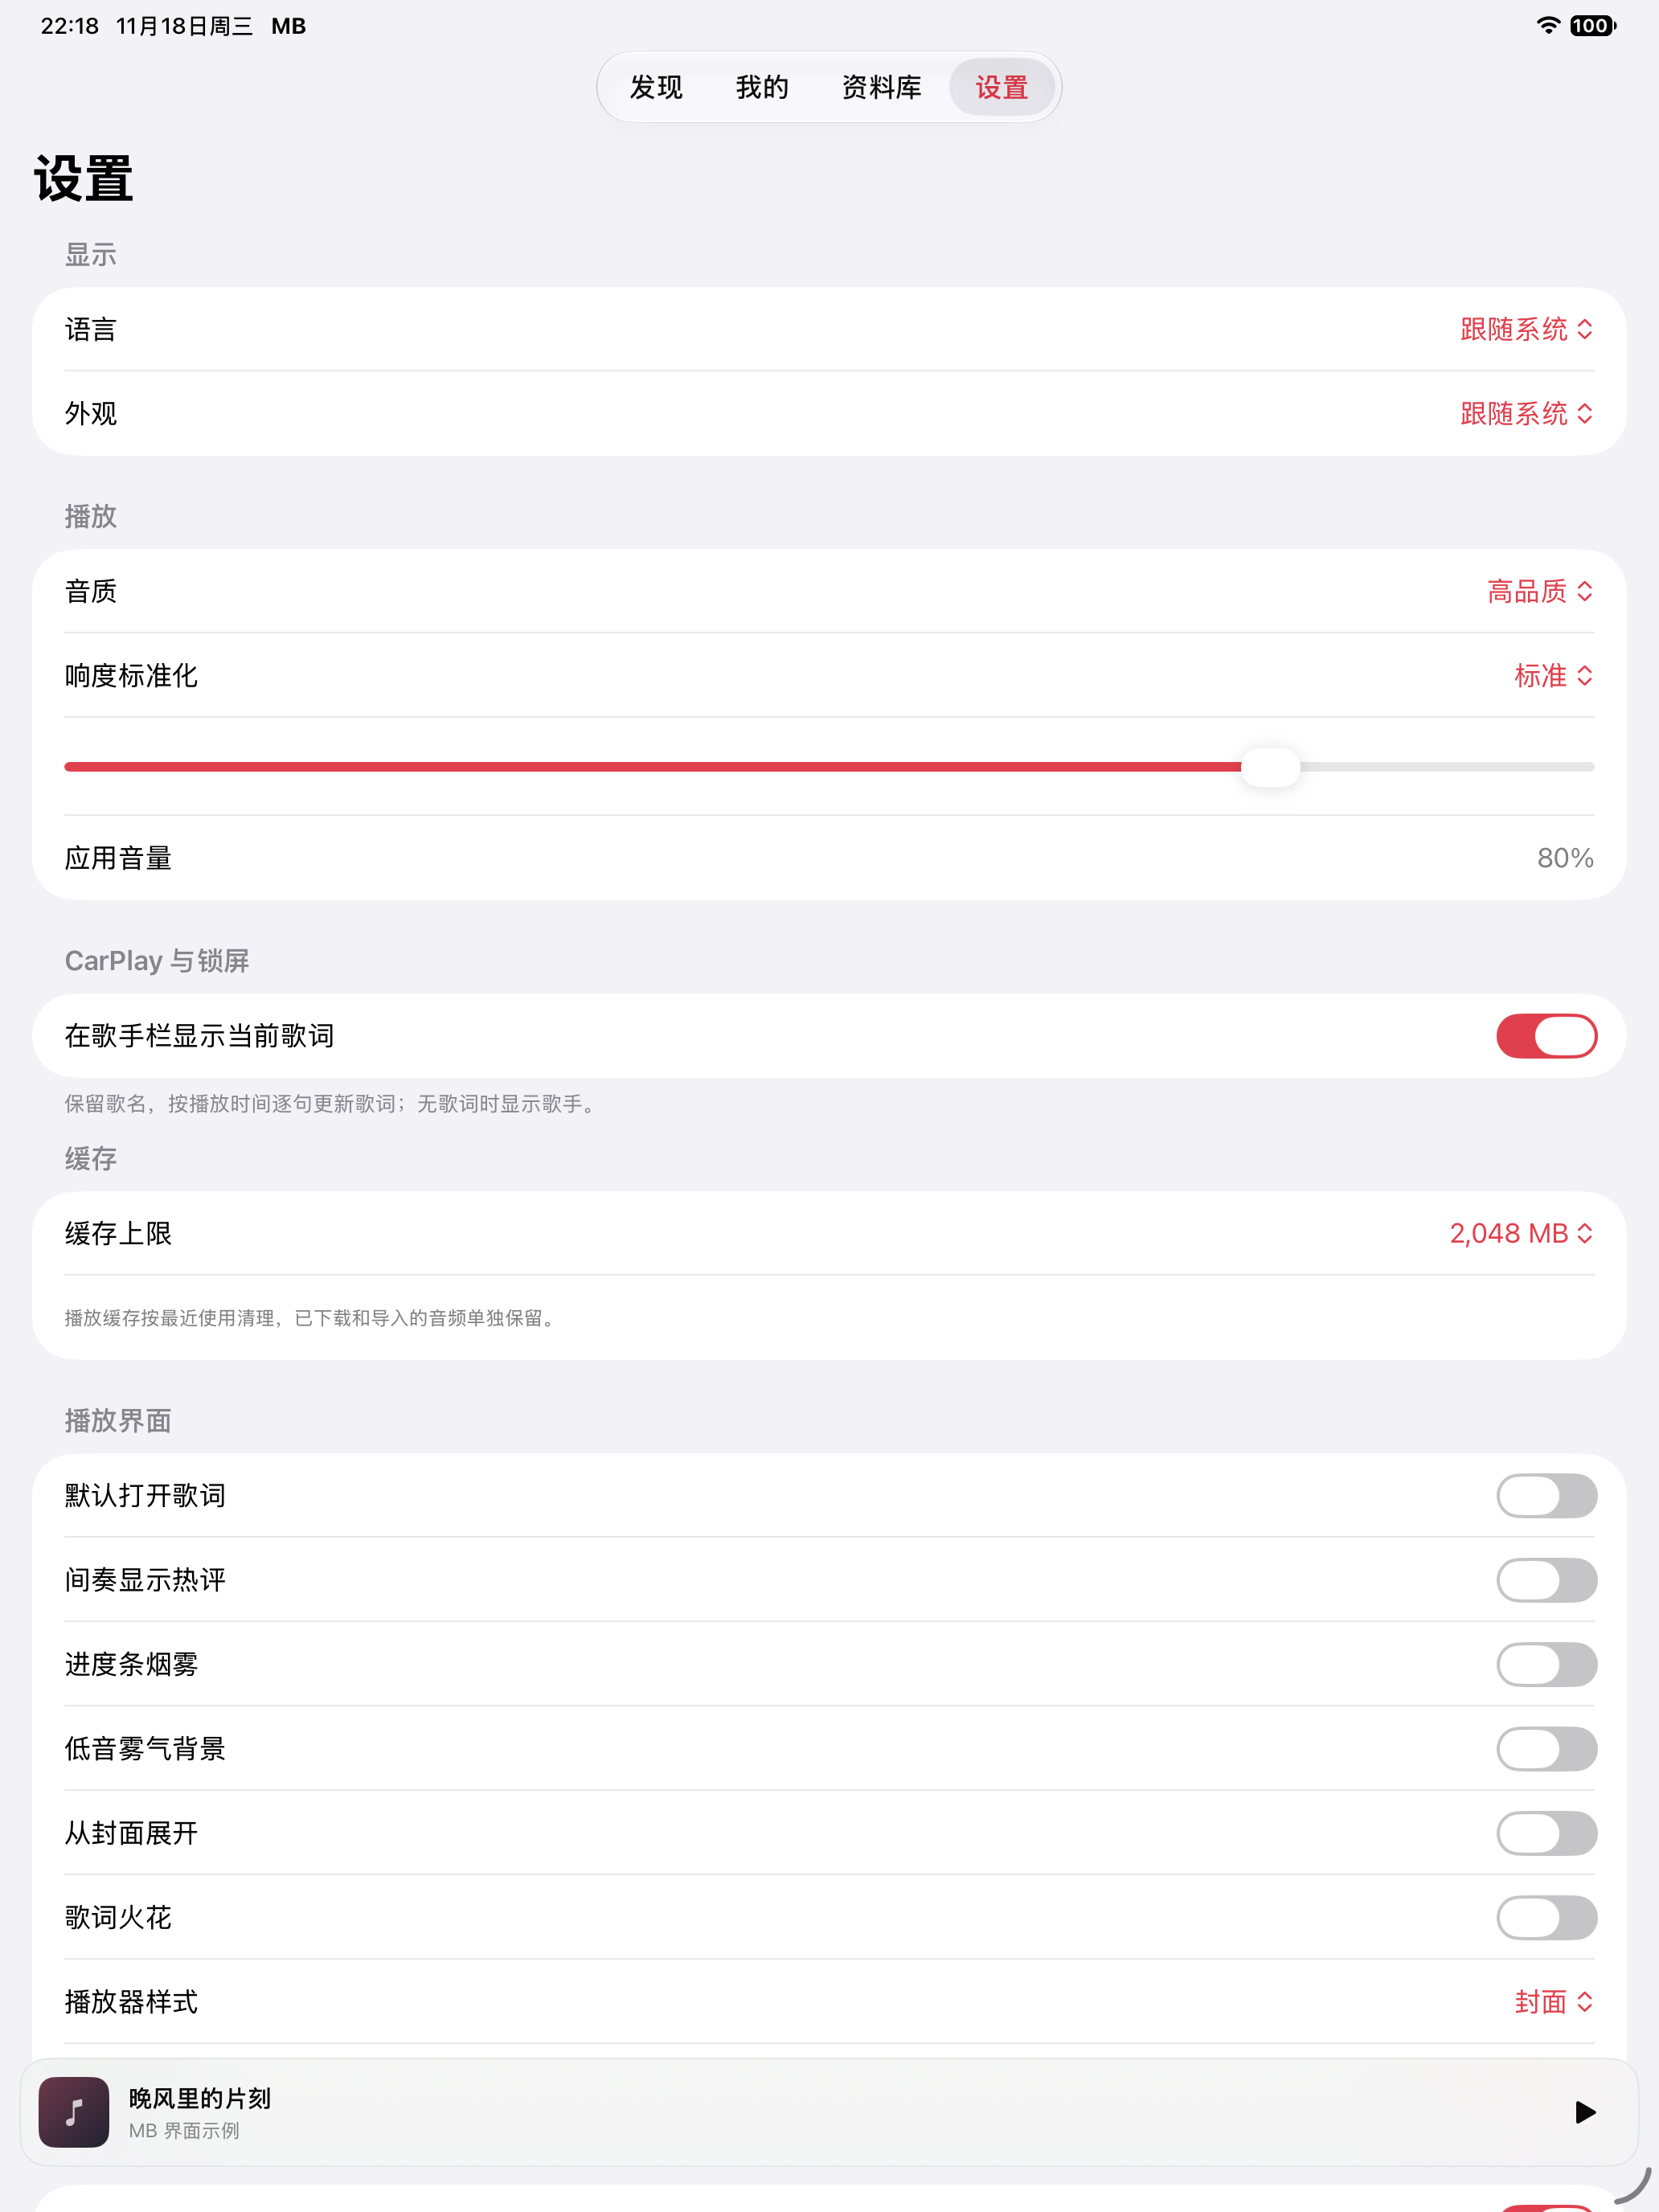 22:18 11月18日周三 MB
100
发现 我的 资料库 设置
设置
显示
语言 跟随系统
外观 跟随系统
播放
音质 高品质
响度标准化 标准
应用音量 80%
CarPlay 与锁屏
在歌手栏显示当前歌词
保留歌名，按播放时间逐句更新歌词；无歌词时显示歌手。
缓存
缓存上限 2,048 MB
播放缓存按最近使用清理，已下载和导入的音频单独保留。
播放界面
默认打开歌词
间奏显示热评
进度条烟雾
低音雾气背景
从封面展开
歌词火花
播放器样式 封面
晚风里的片刻
MB 界面示例